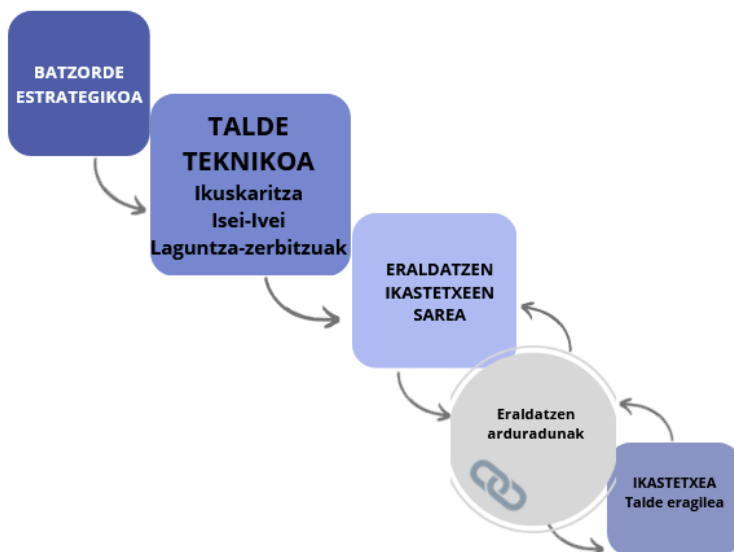 BATZORDE
ESTRATEGIKOA
TALDE
TEKNIKOA
Ikuskaritza
Isei-Ivei
Laguntza-zerbitzuak
ERALDATZEN
IKASTETXEEN
SAREA
Eraldatzen
arduradunak
IKASTETXEA
Talde eragilea